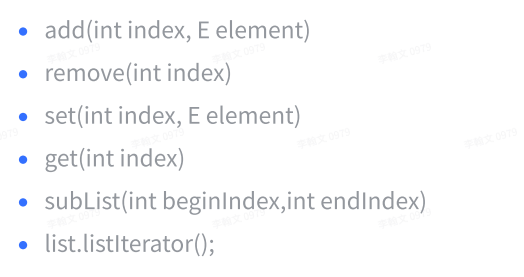 add(int index, E element)
remove(int index)
set(int index, E element)
get(int index)
subList(int beginIndex,int endIndex)
list.listIterator();